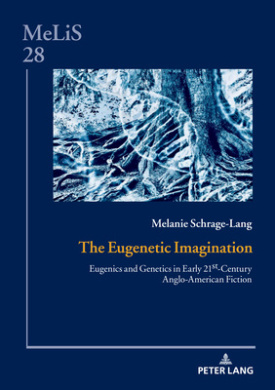 MeLiS
28
Melanie Schrage-Lang
The Eugenetic Imagination
Eugenics and Genetics in Early 21st-Century
Anglo-American Fiction
PETER LANG